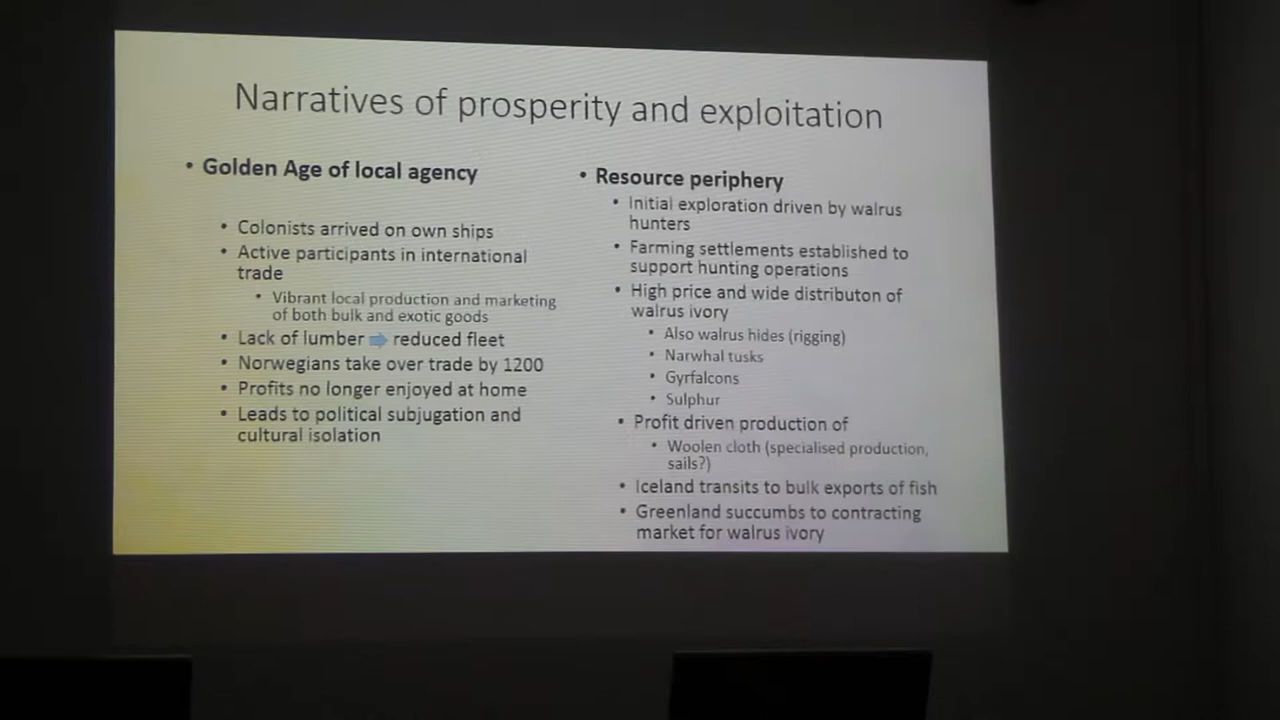 Narratives of prosperity and exploitation
• Golden Age of local agency
• Colonists arrived on own ships
• Active participants in international
trade
• Vibrant local production and marketing
of both bulk and exotic goods
• Lack of lumber ⇨ reduced fleet
• Norwegians take over trade by 1200
• Profits no longer enjoyed at home
• Leads to political subjugation and
cultural isolation
• Resource periphery
• Initial exploration driven by walrus
hunters
• Farming settlements established to
support hunting operations
• High price and wide distributon of
walrus ivory
• Also walrus hides (rigging)
• Narwhal tusks
• Gyrfalcons
• Sulphur
• Profit driven production of
• Woolen cloth (specialised production,
sails?)
• Iceland transits to bulk exports of fish
• Greenland succumbs to contracting
market for walrus ivory